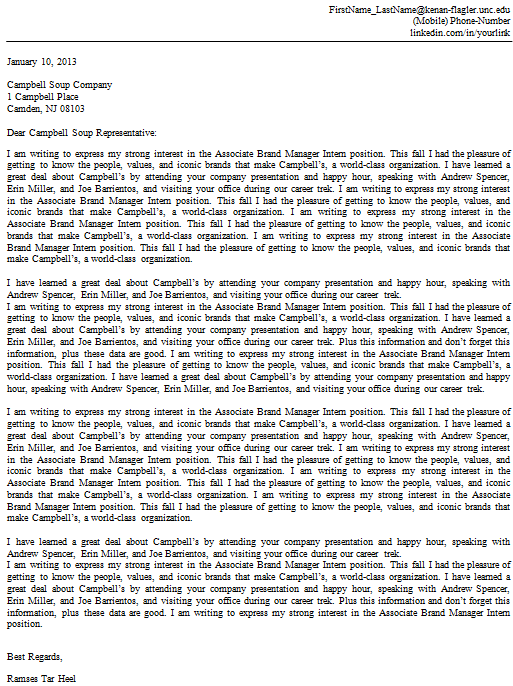 FirstName_LastName@kenan-flagler.unc.edu
(Mobile) Phone-Number
linkedin.com/in/yourlink
January 10, 2013
Campbell Soup Company
1 Campbell Place
Camden, NJ 08103
Dear Campbell Soup Representative:
I am writing to express my strong interest in the Associate Brand Manager Intern position. This fall I had the pleasure of
getting to know the people, values, and iconic brands that make Campbell’s, a world-class organization. I have learned a
great deal about Campbell’s by attending your company presentation and happy hour, speaking with Andrew Spencer,
Erin Miller, and Joe Barrientos, and visiting your office during our career trek. I am writing to express my strong interest
in the Associate Brand Manager Intern position. This fall I had the pleasure of getting to know the people, values, and
iconic brands that make Campbell’s, a world-class organization. I am writing to express my strong interest in the
Associate Brand Manager Intern position. This fall I had the pleasure of getting to know the people, values, and iconic
brands that make Campbell’s, a world-class organization. I am writing to express my strong interest in the Associate
Brand Manager Intern position. This fall I had the pleasure of getting to know the people, values, and iconic brands that
make Campbell’s, a world-class organization.
I have learned a great deal about Campbell’s by attending your company presentation and happy hour, speaking with
Andrew Spencer, Erin Miller, and Joe Barrientos, and visiting your office during our career trek.
I am writing to express my strong interest in the Associate Brand Manager Intern position. This fall I had the pleasure of
getting to know the people, values, and iconic brands that make Campbell’s, a world-class organization. I have learned a
great deal about Campbell’s by attending your company presentation and happy hour, speaking with Andrew Spencer,
Erin Miller, and Joe Barrientos, and visiting your office during our career trek. Plus this information and don’t forget this
information, plus these data are good. I am writing to express my strong interest in the Associate Brand Manager Intern
position. This fall I had the pleasure of getting to know the people, values, and iconic brands that make Campbell’s, a
world-class organization. I have learned a great deal about Campbell’s by attending your company presentation and happy
hour, speaking with Andrew Spencer, Erin Miller, and Joe Barrientos, and visiting your office during our career trek.
I am writing to express my strong interest in the Associate Brand Manager Intern position. This fall I had the pleasure of
getting to know the people, values, and iconic brands that make Campbell’s, a world-class organization. I have learned a
great deal about Campbell’s by attending your company presentation and happy hour, speaking with Andrew Spencer,
Erin Miller, and Joe Barrientos, and visiting your office during our career trek. I am writing to express my strong interest
in the Associate Brand Manager Intern position. This fall I had the pleasure of getting to know the people, values, and
iconic brands that make Campbell’s, a world-class organization. I am writing to express my strong interest in the
Associate Brand Manager Intern position. This fall I had the pleasure of getting to know the people, values, and iconic
brands that make Campbell’s, a world-class organization. I am writing to express my strong interest in the Associate
Brand Manager Intern position. This fall I had the pleasure of getting to know the people, values, and iconic brands that
make Campbell’s, a world-class organization.
I have learned a great deal about Campbell’s by attending your company presentation and happy hour, speaking with
Andrew Spencer, Erin Miller, and Joe Barrientos, and visiting your office during our career trek.
I am writing to express my strong interest in the Associate Brand Manager Intern position. This fall I had the pleasure of
getting to know the people, values, and iconic brands that make Campbell’s, a world-class organization. I have learned a
great deal about Campbell’s by attending your company presentation and happy hour, speaking with Andrew Spencer,
Erin Miller, and Joe Barrientos, and visiting your office during our career trek. Plus this information and don’t forget this
information, plus these data are good. I am writing to express my strong interest in the Associate Brand Manager Intern
position.
Best Regards,
Ramses Tar Heel